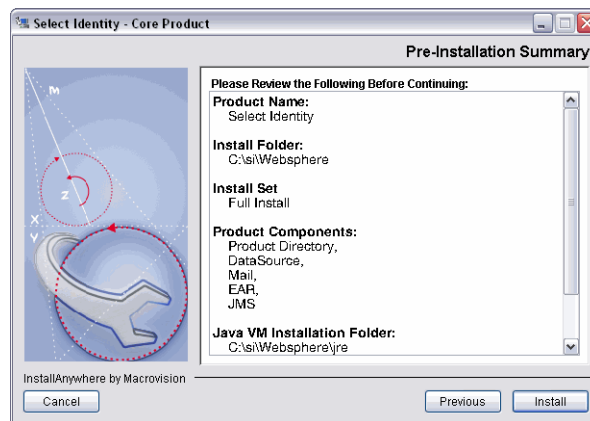 Select Identity - Core Product
Pre-Installation Summary
Please Review the Following Before Continuing:
Product Name:
Select Identity
Install Folder:
C:\si\Websphere
Install Set
Full Install
Product Components:
Product Directory,
DataSource,
Mail,
EAR,
JMS
Java VM Installation Folder:
C:\si\Websphere\jre
M
Z
X
Y
InstallAnywhere by Macrovision
Cancel
Previous
Install